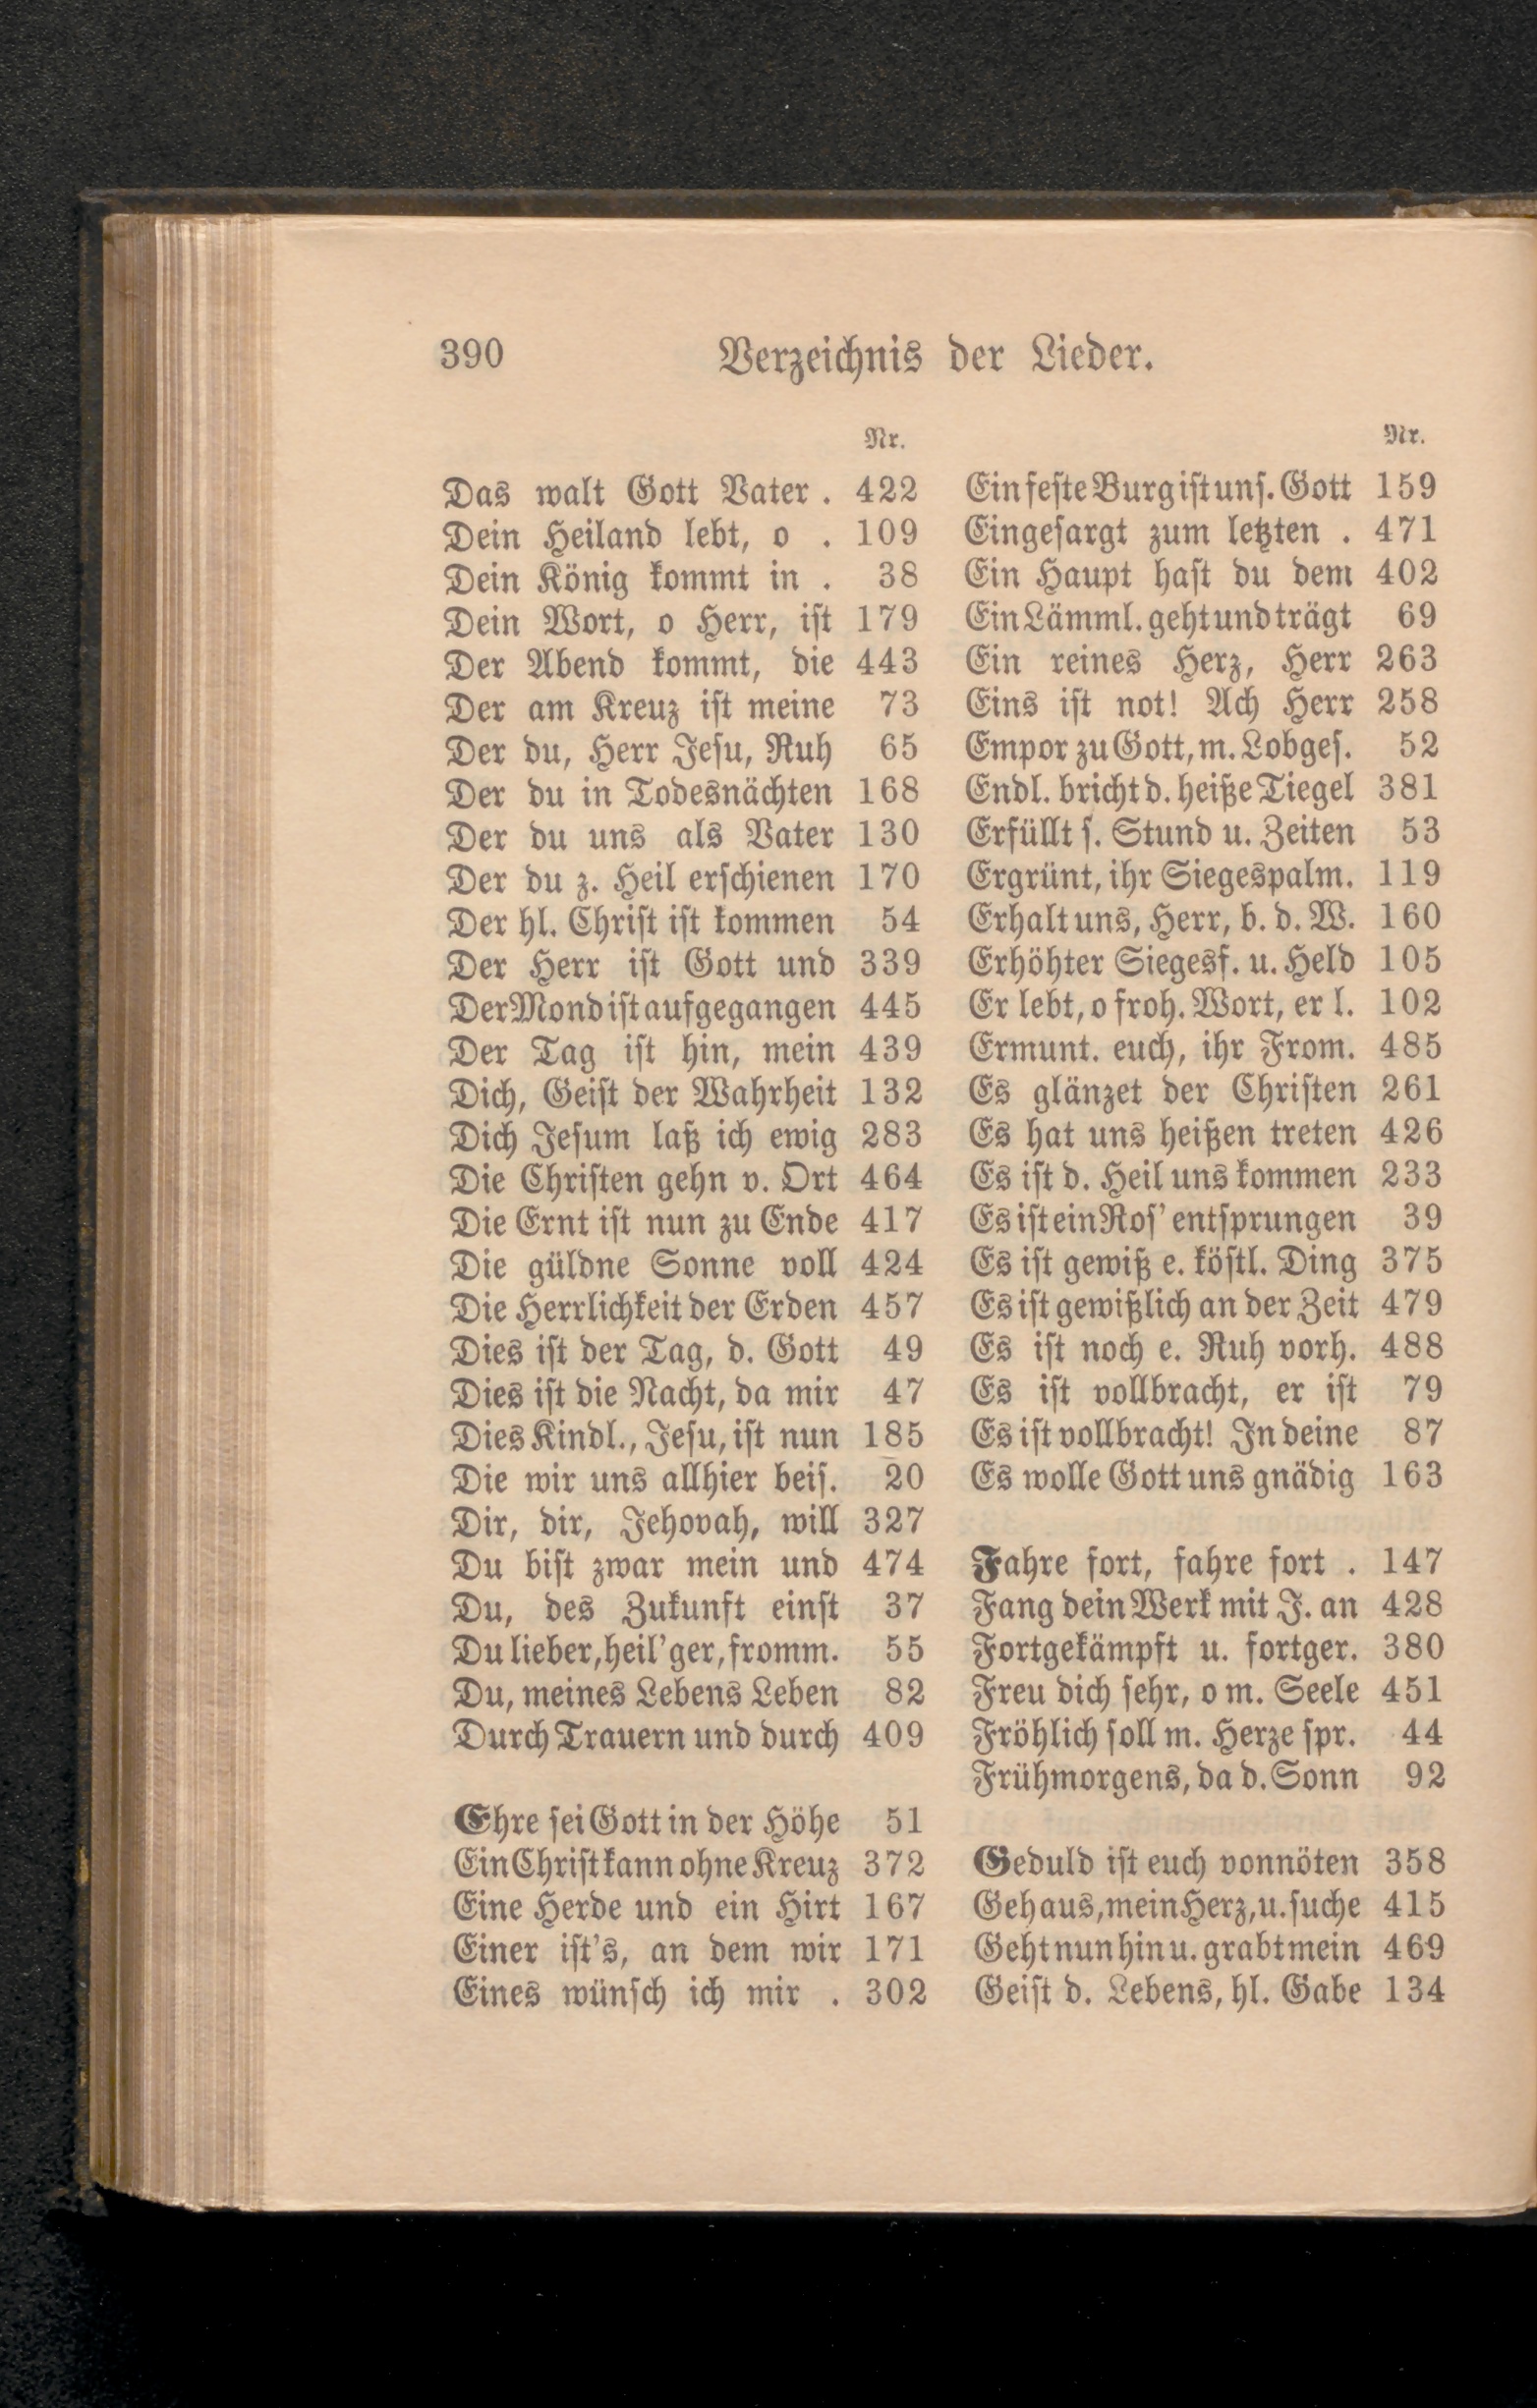 390 Verzeichnis der Lieder.
Nr.
Das walt Gott Vater . 422
Dein Heiland lebt, o . 109
Dein König kommt in . 38
Dein Wort, o Herr, iſt 179
Der Abend kommt, die 443
Der am Kreuz iſt meine 73
Der du, Herr Jeſu, Ruh 65
Der du in Todesnächten 168
Der du uns als Vater 130
Der du z. Heil erſchienen 170
Der hl. Chriſt iſt kommen 54
Der Herr iſt Gott und 339
Der Mond iſt aufgegangen 445
Der Tag iſt hin, mein 439
Dich, Geiſt der Wahrheit 132
Dich Jeſum laß ich ewig 283
Die Chriſten gehn v. Ort 464
Die Ernt iſt nun zu Ende 417
Die güldne Sonne voll 424
Die Herrlichkeit der Erden 457
Dies iſt der Tag, d. Gott 49
Dies iſt die Nacht, da mir 47
Dies Kindl., Jeſu, iſt nun 185
Die wir uns allhier beiſ. 20
Dir, dir, Jehovah, will 327
Du biſt zwar mein und 474
Du, des Zukunft einſt 37
Du lieber, heil'ger, fromm. 55
Du, meines Lebens Leben 82
Durch Trauern und durch 409
Ehre ſei Gott in der Höhe 51
Ein Chriſt kann ohne Kreuz 372
Eine Herde und ein Hirt 167
Einer iſt's, an dem wir 171
Eines wünſch ich mir . 302
Nr.
Ein feſte Burg iſt unſ. Gott 159
Eingeſargt zum letzten . 471
Ein Haupt haſt du dem 402
Ein Lämml. geht und trägt 69
Ein reines Herz, Herr 263
Eins iſt not! Ach Herr 258
Empor zu Gott, m. Lobgeſ. 52
Endl. bricht d. heiße Tiegel 381
Erfüllt ſ. Stund u. Zeiten 53
Ergrünt, ihr Siegespalm. 119
Erhalt uns, Herr, b. d. W. 160
Erhöhter Siegesf. u. Held 105
Er lebt, o froh. Wort, er l. 102
Ermunt. euch, ihr From. 485
Es glänzet der Chriſten 261
Es hat uns heißen treten 426
Es iſt d. Heil uns kommen 233
Es iſt ein Roſ' entſprungen 39
Es iſt gewiß e. köſtl. Ding 375
Es iſt gewißlich an der Zeit 479
Es iſt noch e. Ruh vorh. 488
Es iſt vollbracht, er iſt 79
Es iſt vollbracht! In deine 87
Es wolle Gott uns gnädig 163
Fahre fort, fahre fort . 147
Fang dein Werk mit J. an 428
Fortgekämpft u. fortger. 380
Freu dich ſehr, o m. Seele 451
Fröhlich ſoll m. Herze ſpr. 44
Frühmorgens, da d. Sonn 92
Geduld iſt euch vonnöten 358
Geh aus, mein Herz, u. ſuche 415
Geht nun hin u. grabt mein 469
Geiſt d. Lebens, hl. Gabe 134